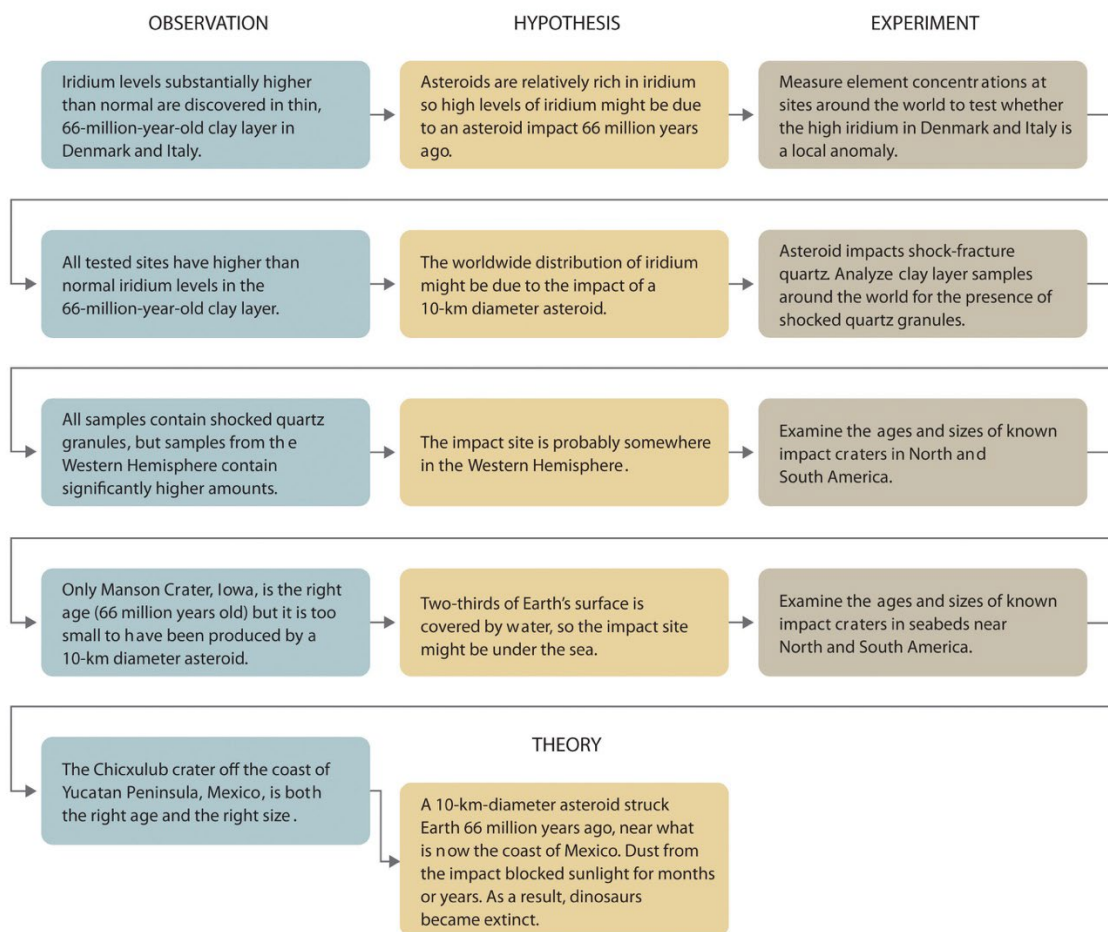 OBSERVATION
HYPOTHESIS
EXPERIMENT
Iridium levels substantially higher
than normal are discovered in thin,
66-million-year-old clay layer in
Denmark and Italy.
Asteroids are relatively rich in iridium
so high levels of iridium might be due
to an asteroid impact 66 million years
ago.
Measure element concentrations at
sites around the world to test whether
the high iridium in Denmark and Italy is
a local anomaly.
All tested sites have higher than
normal iridium levels in the
66-million-year-old clay layer.
The worldwide distribution of iridium
might be due to the impact of a
10-km diameter asteroid.
Asteroid impacts shock-fracture
quartz. Analyze clay layer samples
around the world for the presence of
shocked quartz granules.
All samples contain shocked quartz
granules, but samples from the
Western Hemisphere contain
significantly higher amounts.
The impact site is probably somewhere
in the Western Hemisphere.
Examine the ages and sizes of known
impact craters in North and
South America.
Only Manson Crater, Iowa, is the right
age (66 million years old) but it is too
small to have been produced by a
10-km diameter asteroid.
Two-thirds of Earth's surface is
covered by water, so the impact site
might be under the sea.
Examine the ages and sizes of known
impact craters in seabeds near
North and South America.
The Chicxulub crater off the coast of
Yucatan Peninsula, Mexico, is both
the right age and the right size.
THEORY
A 10-km-diameter asteroid struck
Earth 66 million years ago, near what
is now the coast of Mexico. Dust from
the impact blocked sunlight for months
or years. As a result, dinosaurs
became extinct.